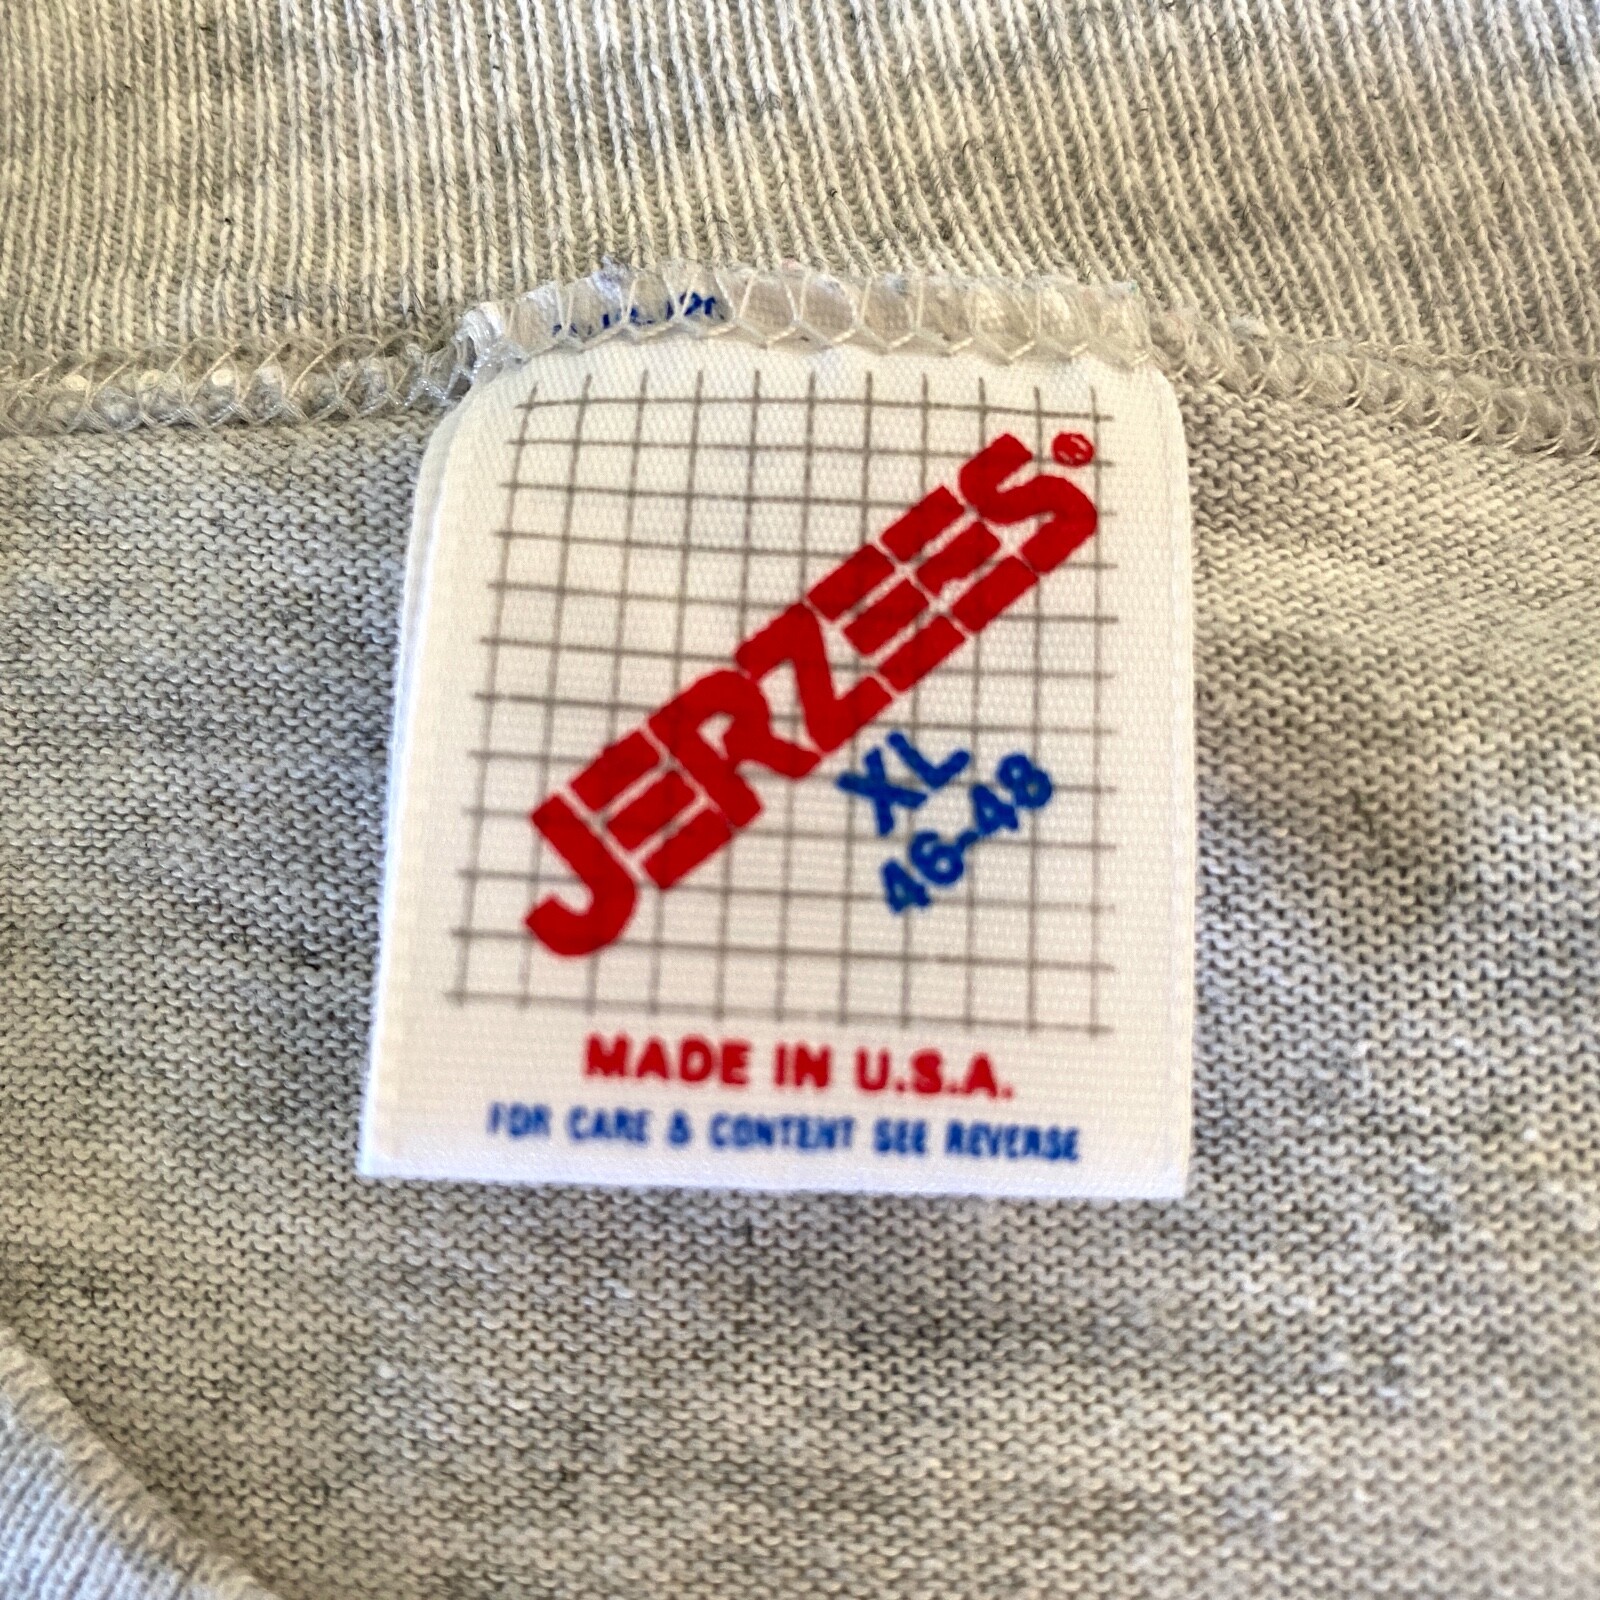 JERZEES®
XL
46-48
MADE IN U.S.A.
FOR CARE & CONTENT SEE REVERSE